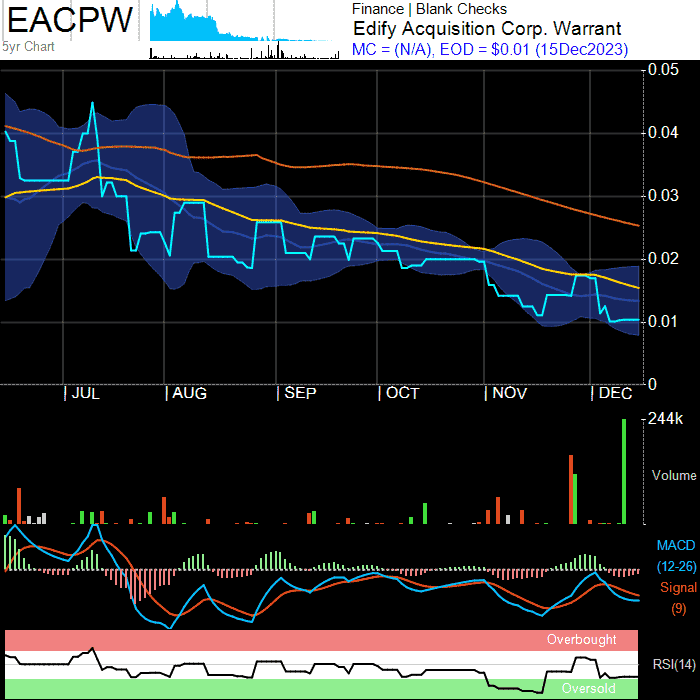 EACPW
5yr Chart
Finance | Blank Checks
Edify Acquisition Corp. Warrant
MC = (N/A), EOD = $0.01 (15Dec2023)
0.05
0.04
0.03
0.02
0.01
0
JUL AUG SEP OCT NOV DEC
244k
Volume
MACD
(12-26)
Signal
(9)
Overbought
RSI(14)
Oversold